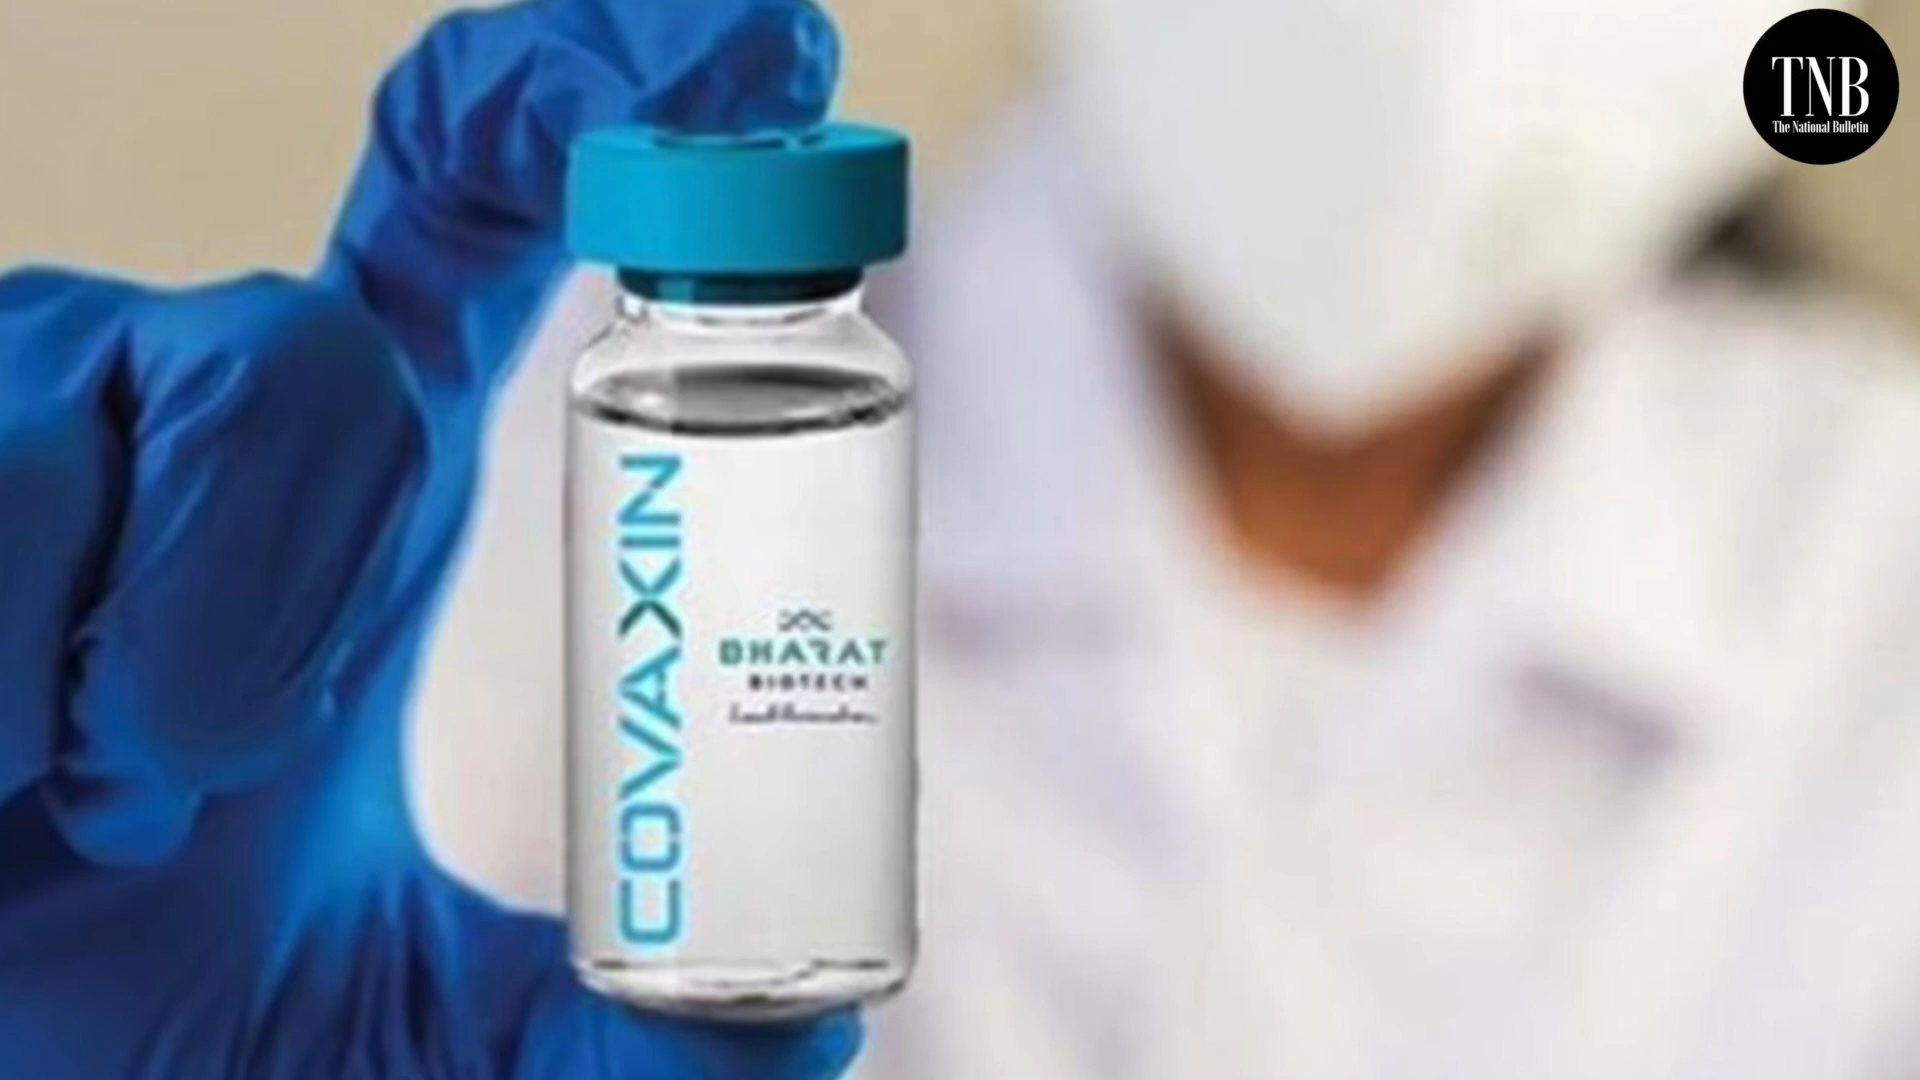 COVAXIN
BHARAT
BIOTECH
TNB
The National Bulletin